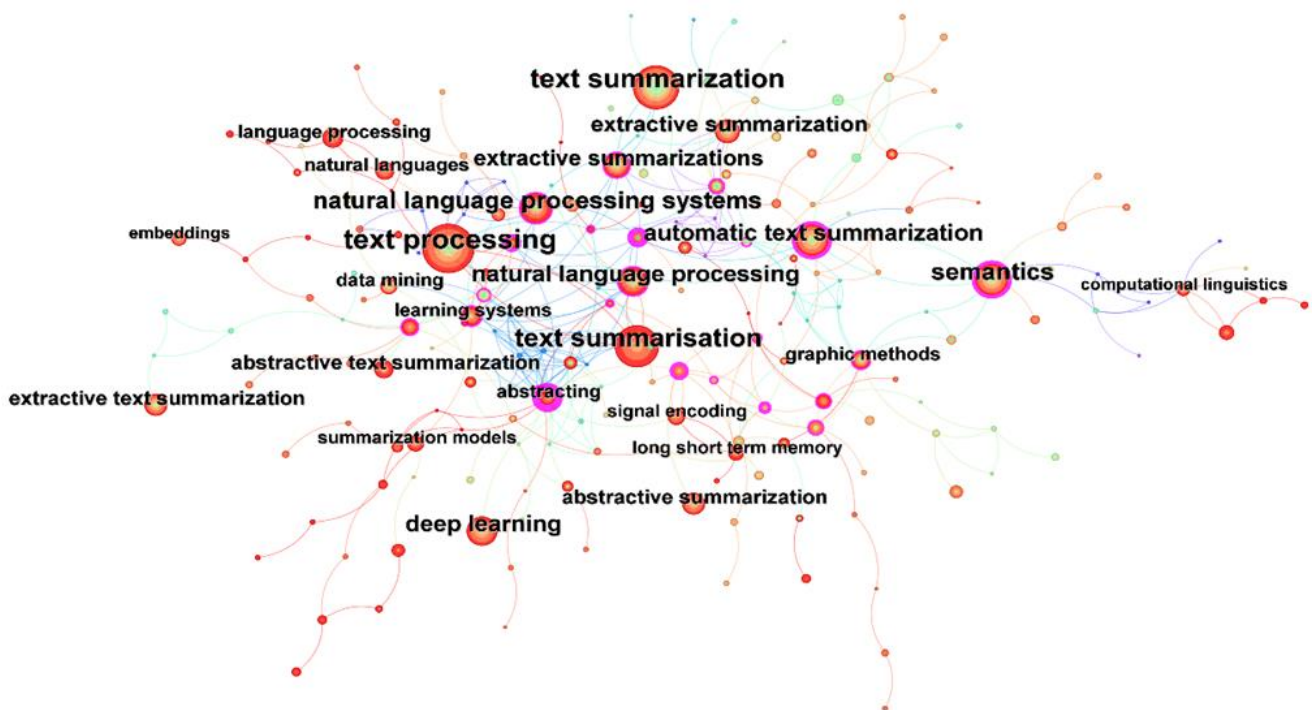 text summarization
extractive summarization
language processing
extractive summarizations
natural languages
natural language processing systems
embeddings
text processing
automatic text summarization
semantics
data mining
natural language processing
computational linguistics
learning systems
text summarisation
graphic methods
abstractive text summarization
abstracting
extractive text summarization
signal encoding
summarization models
long short term memory
abstractive summarization
deep learning